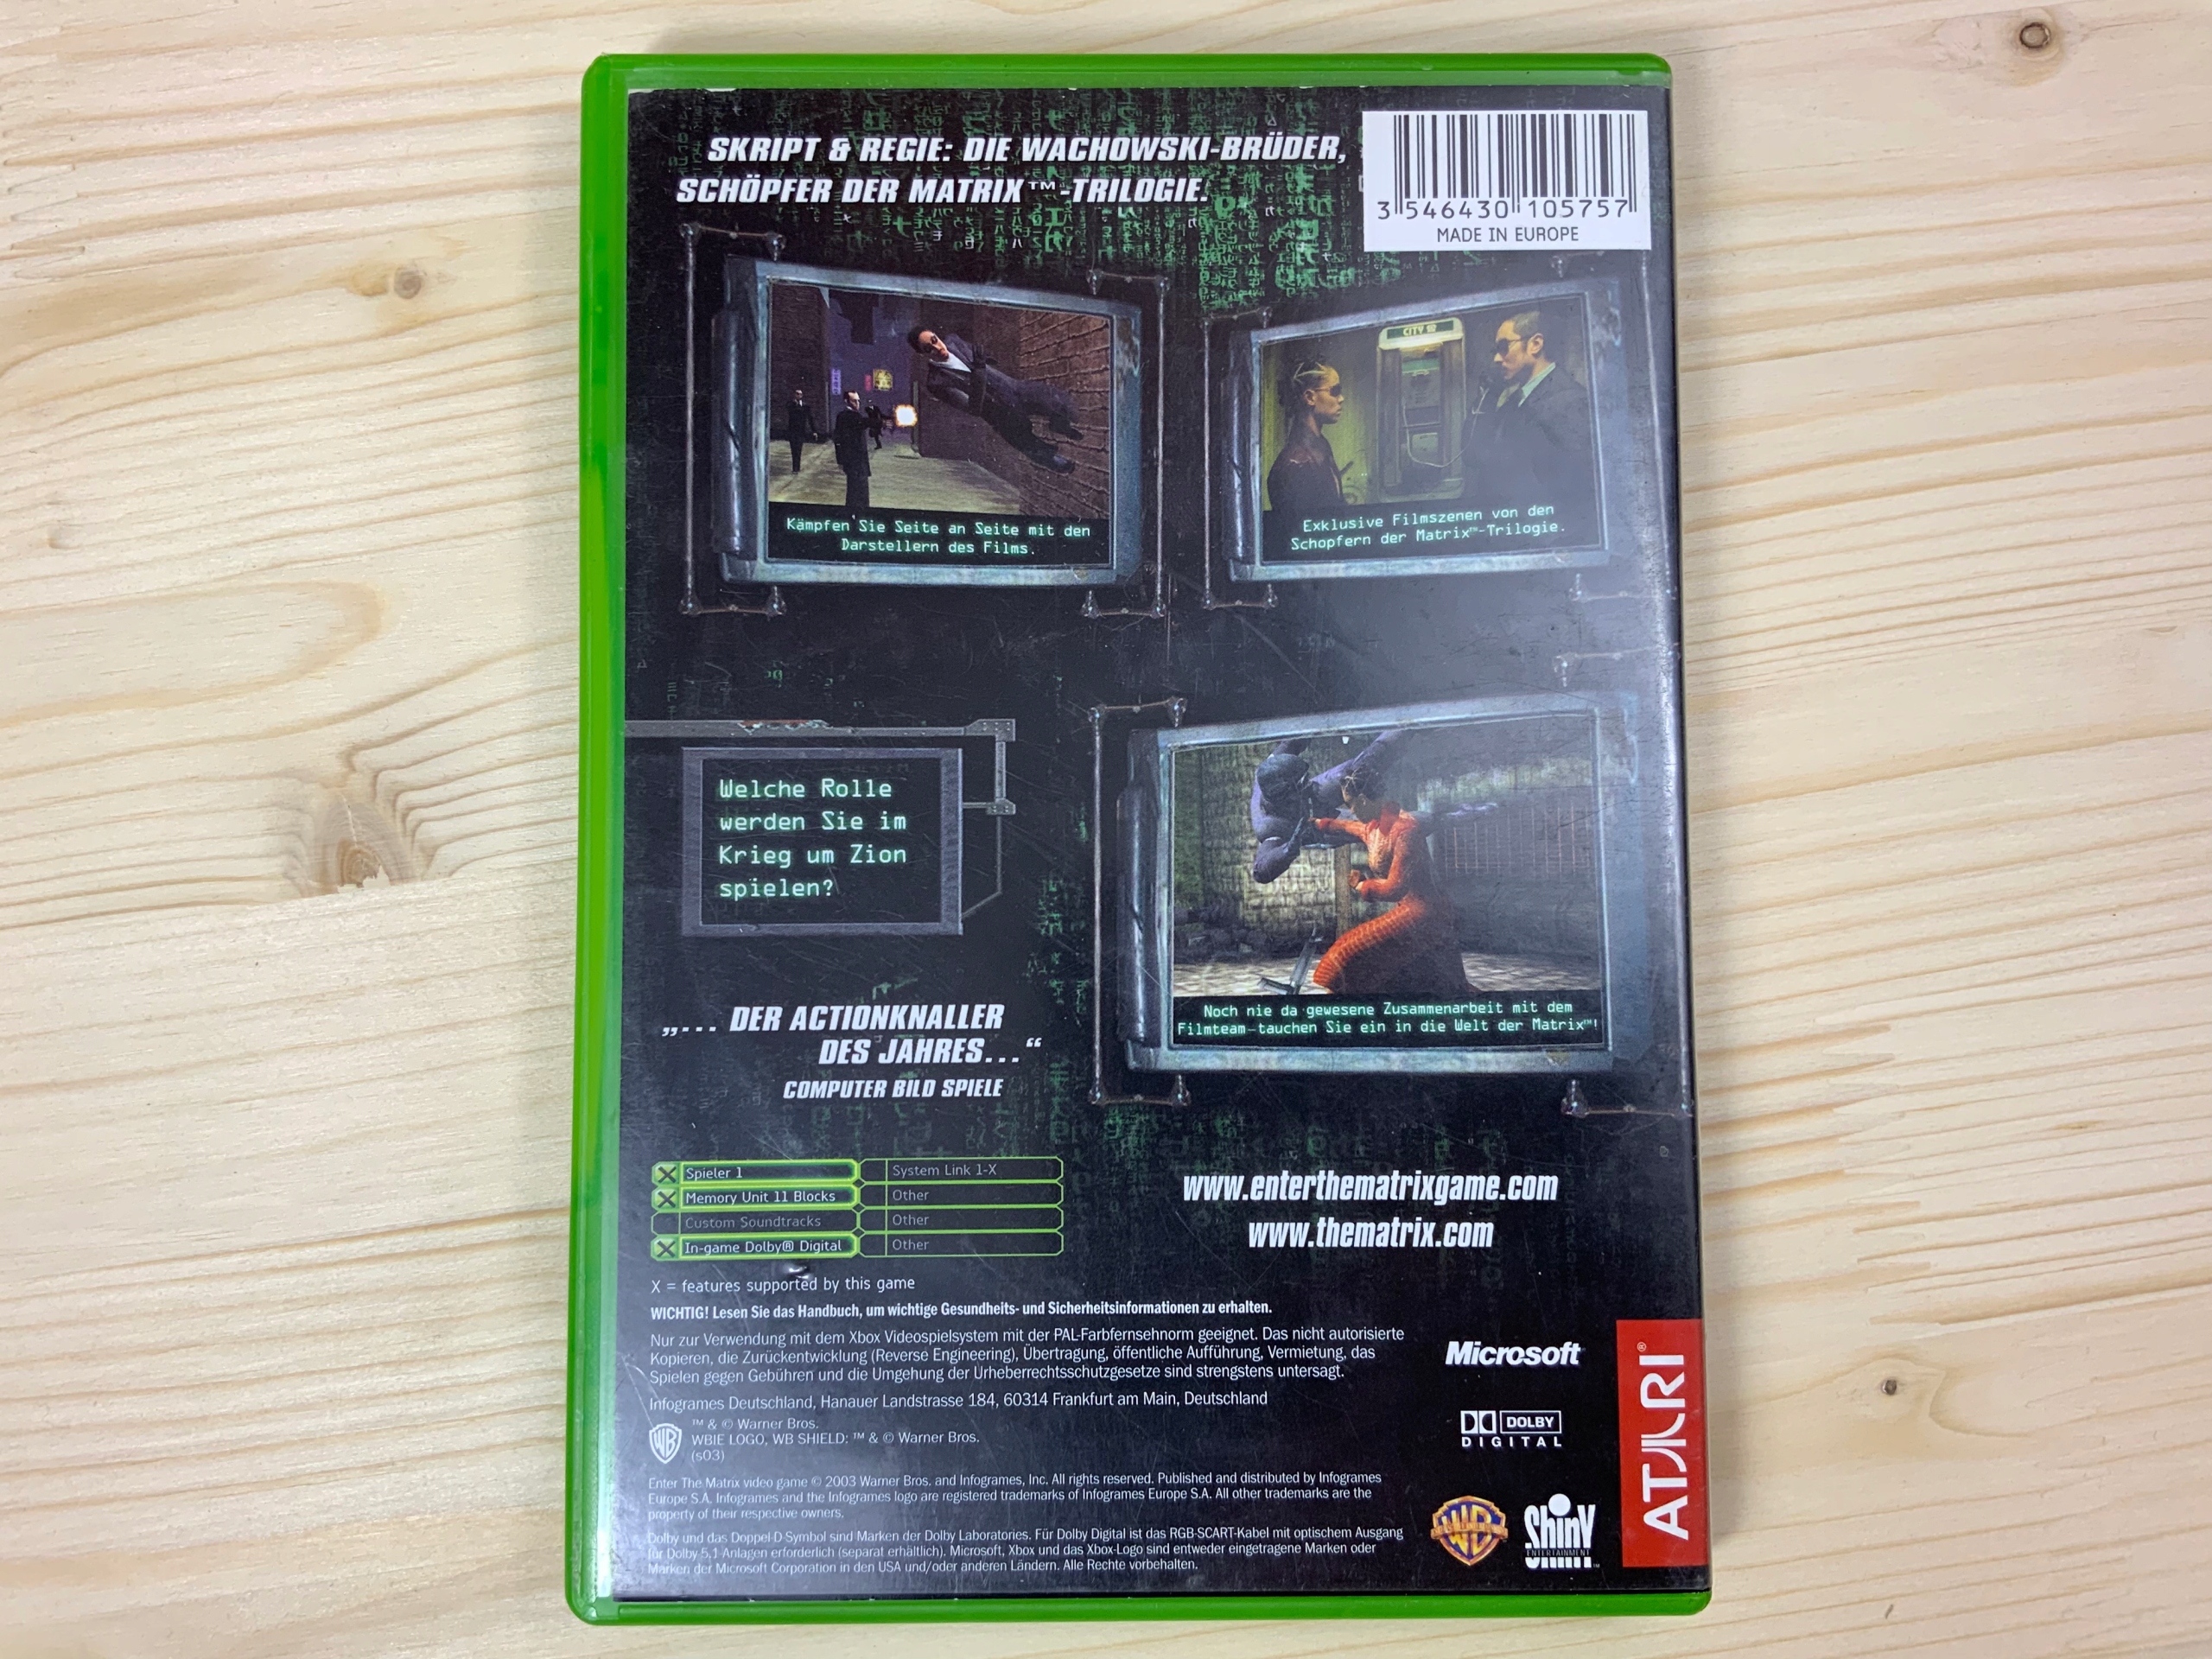 SKRIPT & REGIE: DIE WACHOWSKI-BRÜDER,
SCHÖPFER DER MATRIX™-TRILOGIE.
3 546430 105757
MADE IN EUROPE
CITY
Kämpfen Sie Seite an Seite mit den
Darstellern des Films.
Exklusive Filmszenen von den
Schopfern der Matrix™-Trilogie.
Welche Rolle
werden Sie im
Krieg um Zion
spielen?
Noch nie da gewesene Zusammenarbeit mit dem
Filmteam-tauchen Sie ein in die Welt der Matrix™!
„... DER ACTIONKNALLER
DES JAHRES...“
COMPUTER BILD SPIELE
X Spieler 1
System Link 1-X
X Memory Unit 11 Blocks
Other
Custom Soundtracks
Other
X In-game Dolby® Digital
Other
www.enterthematrixgame.com
www.thematrix.com
X = features supported by this game
WICHTIG! Lesen Sie das Handbuch, um wichtige Gesundheits- und Sicherheitsinformationen zu erhalten.
Nur zur Verwendung mit dem Xbox Videospielsystem mit der PAL-Farbfernsehnorm geeignet. Das nicht autorisierte
Kopieren, die Zurückentwicklung (Reverse Engineering), Übertragung, öffentliche Aufführung, Vermietung, das
Spielen gegen Gebühren und die Umgehung der Urheberrechtsschutzgesetze sind strengstens untersagt.
Infogrames Deutschland, Hanauer Landstrasse 184, 60314 Frankfurt am Main, Deutschland
WB
™ & © Warner Bros.
WBIE LOGO, WB SHIELD: ™ & © Warner Bros.
(s03)
Enter The Matrix video game © 2003 Warner Bros. and Infogrames, Inc. All rights reserved. Published and distributed by Infogrames
Europe S.A. Infogrames and the Infogrames logo are registered trademarks of Infogrames Europe S.A. All other trademarks are the
property of their respective owners.
Dolby und das Doppel-D-Symbol sind Marken der Dolby Laboratories. Für Dolby Digital ist das RGB-SCART-Kabel mit optischem Ausgang
für Dolby 5,1-Anlagen erforderlich (separat erhältlich). Microsoft, Xbox und das Xbox-Logo sind entweder eingetragene Marken oder
Marken der Microsoft Corporation in den USA und/oder anderen Ländern. Alle Rechte vorbehalten.
Microsoft
DOLBY
DIGITAL
WB
Shiny
ENTERTAINMENT™
ATARI®